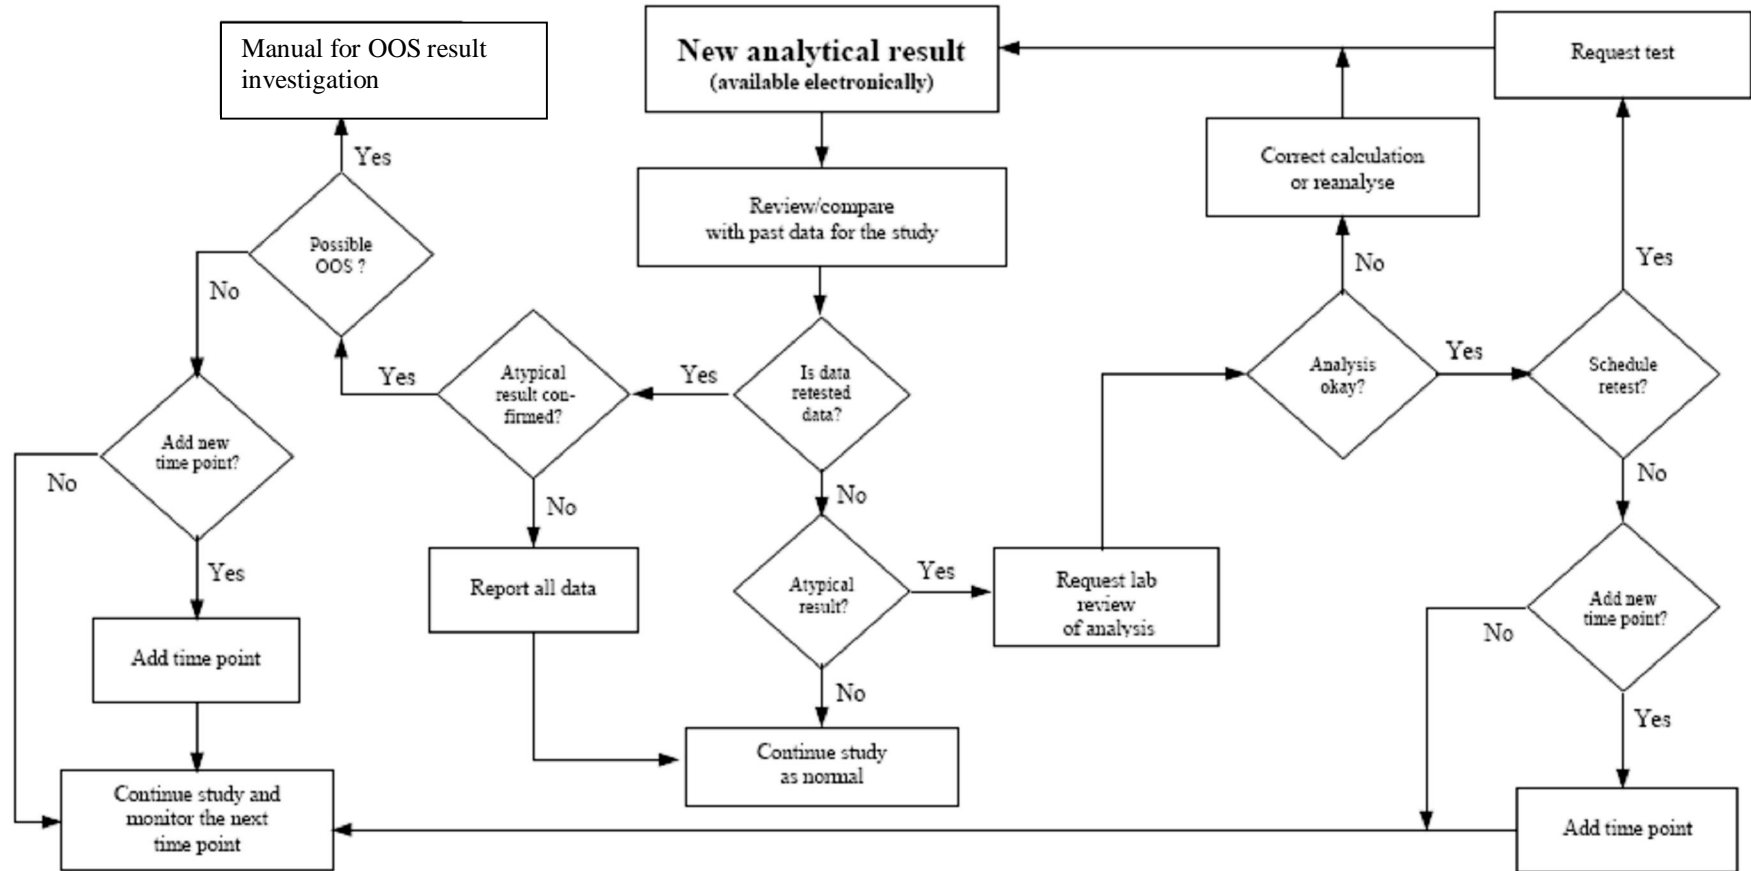 Manual for OOS result
investigation
New analytical result
(available electronically)
Request test
Yes
Correct calculation
or reanalyse
Review/compare
with past data for the study
Possible
OOS ?
No
No
Yes
Yes
Atypical
result con-
firmed?
Yes
Is data
retested
data?
Analysis
okay?
Yes
Schedule
retest?
Add new
time point?
No
No
No
No
Yes
Report all data
Atypical
result?
Yes
Request lab
review
of analysis
Add new
time point?
No
Add time point
No
Yes
Continue study
as normal
Continue study and
monitor the next
time point
Add time point